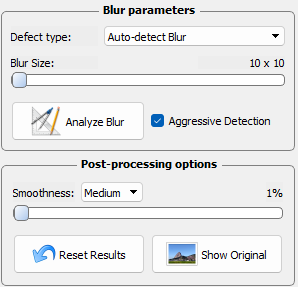 Blur parameters
Defect type: Auto-detect Blur
Blur Size: 10 x 10
Analyze Blur Aggressive Detection
Post-processing options
Smoothness: Medium 1%
Reset Results Show Original